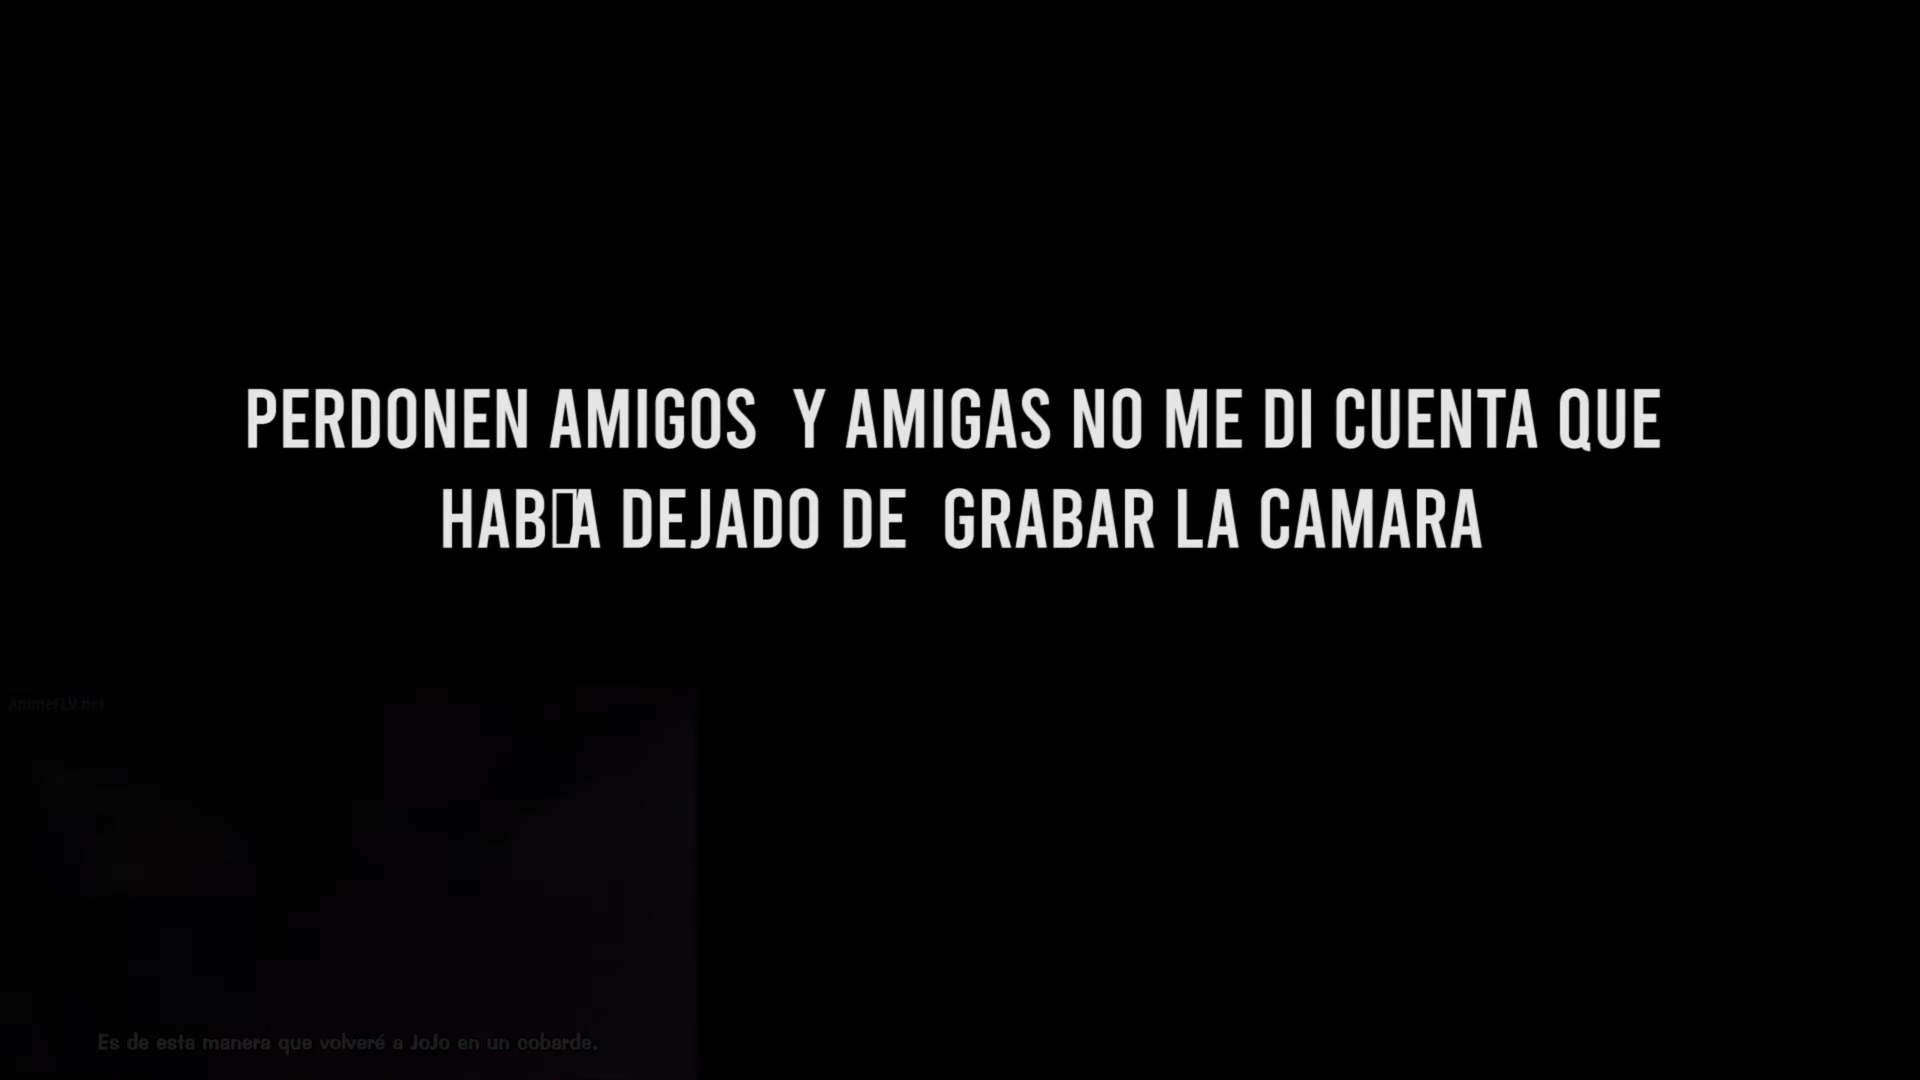 PERDONEN AMIGOS  Y AMIGAS NO ME DI CUENTA QUE
HAB▯A DEJADO DE  GRABAR LA CAMARA
AnimeFLV.net
Es de esta manera que volveré a JoJo en un cobarde.